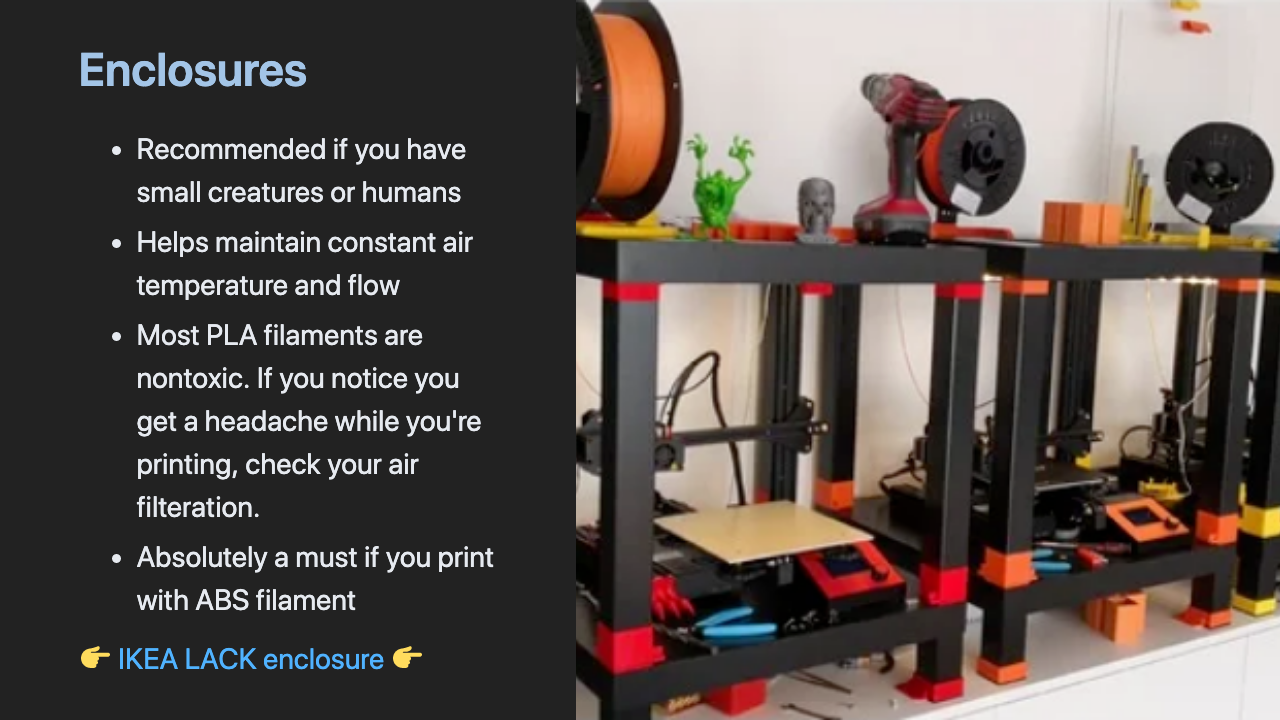 Enclosures
• Recommended if you have
small creatures or humans
• Helps maintain constant air
temperature and flow
• Most PLA filaments are
nontoxic. If you notice you
get a headache while you're
printing, check your air
filteration.
• Absolutely a must if you print
with ABS filament
👉 IKEA LACK enclosure 👉